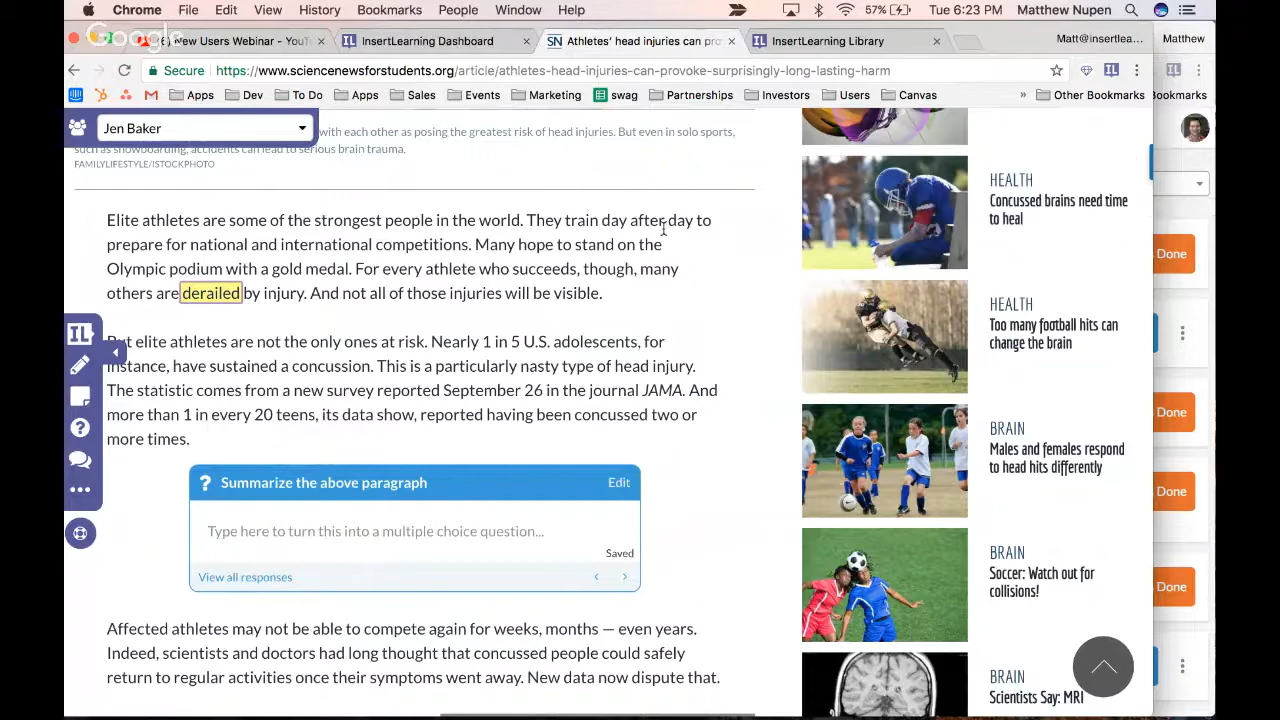 Chrome File Edit View History Bookmarks People Window Help 57% Tue 6:23 PM Matthew Nupen
Google
New Users Webinar - YouT
InsertLearning Dashboard
SN Athletes' head injuries can pro
InsertLearning Library
Matt@insertlea...
Matthew
Secure https://www.sciencenewsforstudents.org/article/athletes-head-injuries-can-provoke-surprisingly-long-lasting-harm
Apps Dev To Do Apps Sales Events Marketing swag Partnerships Investors Users Canvas » Other Bookmarks
Bookmarks
Jen Baker
with each other as posing the greatest risk of head injuries. But even in solo sports,
such as snowboarding, accidents can lead to serious brain trauma.
FAMILYLIFESTYLE/ISTOCKPHOTO
Elite athletes are some of the strongest people in the world. They train day after day to
prepare for national and international competitions. Many hope to stand on the
Olympic podium with a gold medal. For every athlete who succeeds, though, many
others are derailed by injury. And not all of those injuries will be visible.
But elite athletes are not the only ones at risk. Nearly 1 in 5 U.S. adolescents, for
instance, have sustained a concussion. This is a particularly nasty type of head injury.
The statistic comes from a new survey reported September 26 in the journal JAMA. And
more than 1 in every 20 teens, its data show, reported having been concussed two or
more times.
? Summarize the above paragraph Edit
Type here to turn this into a multiple choice question...
Saved
View all responses < >
Affected athletes may not be able to compete again for weeks, months — even years.
Indeed, scientists and doctors had long thought that concussed people could safely
return to regular activities once their symptoms went away. New data now dispute that.
IL
HEALTH
Concussed brains need time
to heal
HEALTH
Too many football hits can
change the brain
BRAIN
Males and females respond
to head hits differently
BRAIN
Soccer: Watch out for
collisions!
BRAIN
Scientists Say: MRI
Done
Done
Done
Done